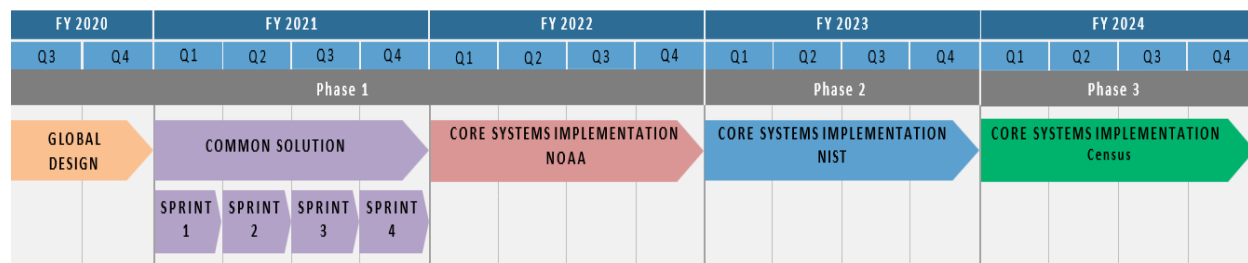 FY 2020 FY 2021 FY 2022 FY 2023 FY 2024
Q3 Q4 Q1 Q2 Q3 Q4 Q1 Q2 Q3 Q4 Q1 Q2 Q3 Q4 Q1 Q2 Q3 Q4
Phase 1 Phase 2 Phase 3
GLOBAL
DESIGN
COMMON SOLUTION
CORE SYSTEMS IMPLEMENTATION
NOAA
CORE SYSTEMS IMPLEMENTATION
NIST
CORE SYSTEMS IMPLEMENTATION
Census
SPRINT
1
SPRINT
2
SPRINT
3
SPRINT
4